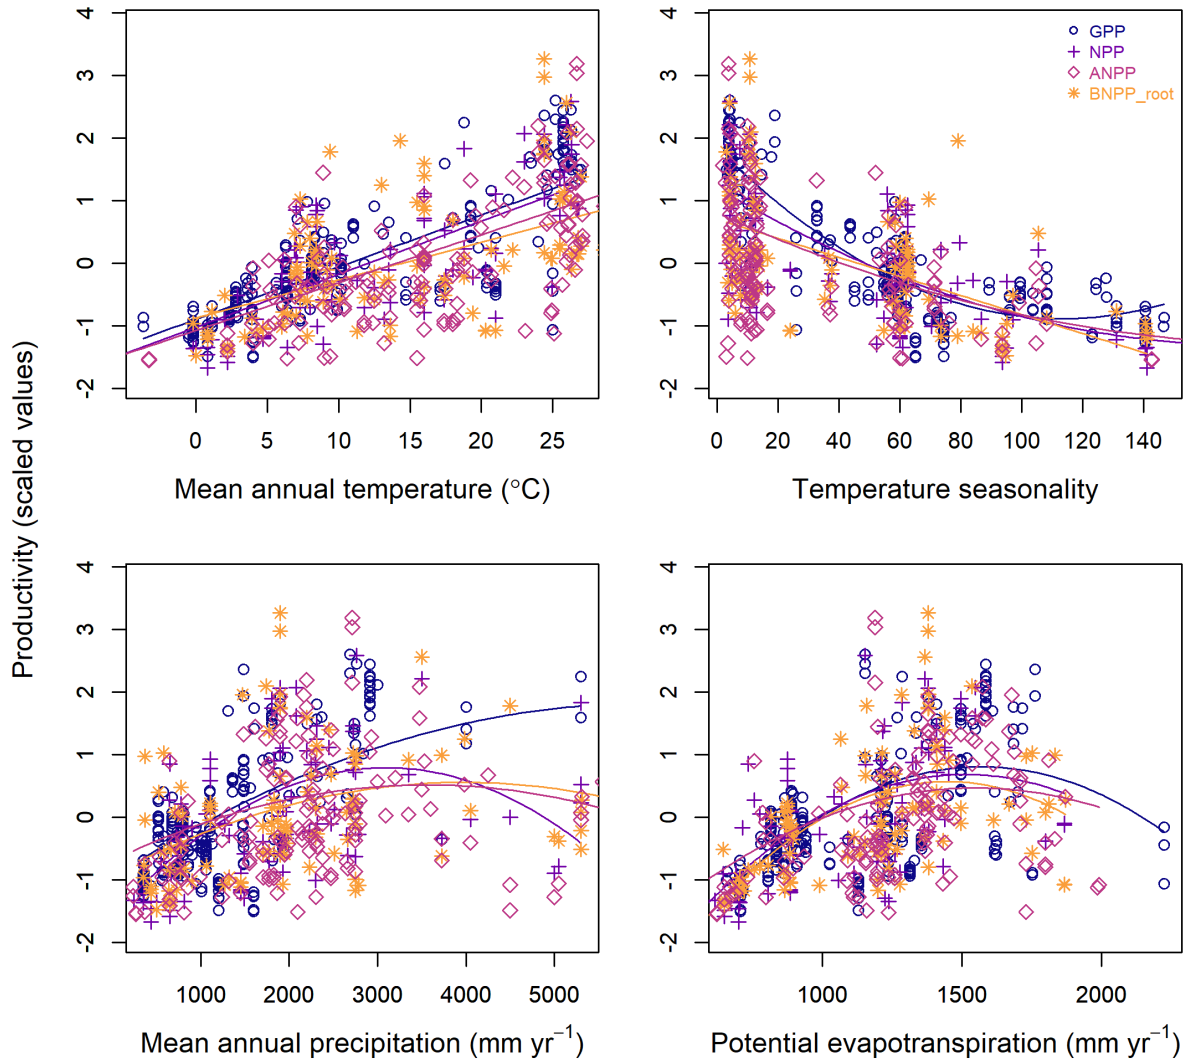 Productivity (scaled values)
4
3
2
1
0
-1
-2
0 5 10 15 20 25
Mean annual temperature (°C)
4
3
2
1
0
-1
-2
GPP
NPP
ANPP
BNPP_root
0 20 40 60 80 100 120 140
Temperature seasonality
4
3
2
1
0
-1
-2
1000 2000 3000 4000 5000
Mean annual precipitation (mm yr⁻¹)
4
3
2
1
0
-1
-2
1000 1500 2000
Potential evapotranspiration (mm yr⁻¹)